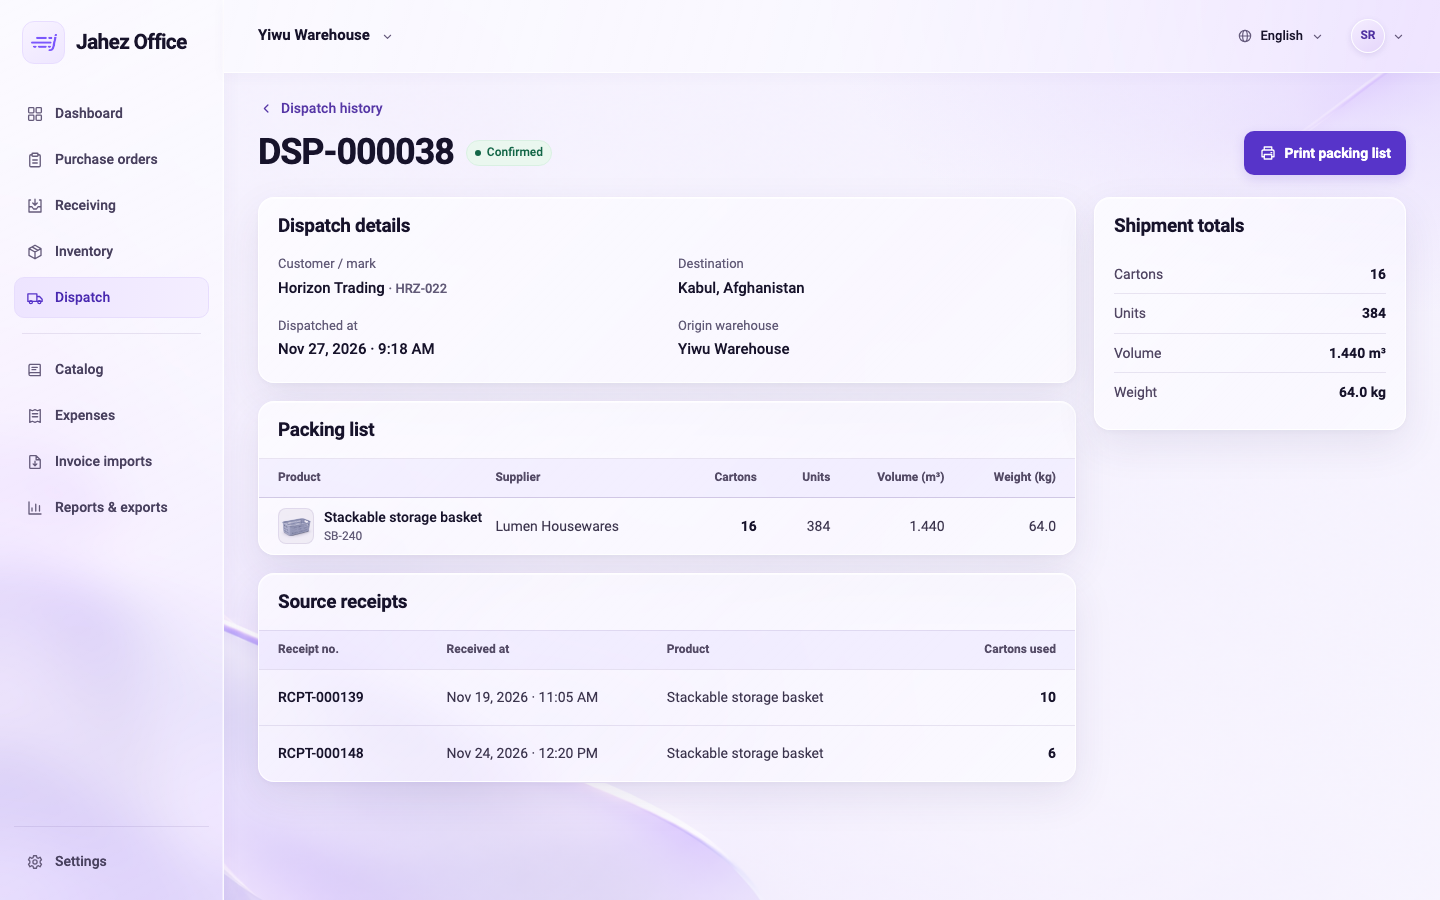 Jahez Office
Yiwu Warehouse
English
SR
Dashboard
Purchase orders
Receiving
Inventory
Dispatch
Catalog
Expenses
Invoice imports
Reports & exports
Settings
Dispatch history
DSP-000038
Confirmed
Print packing list
Dispatch details
Customer / mark
Horizon Trading · HRZ-022
Destination
Kabul, Afghanistan
Dispatched at
Nov 27, 2026 · 9:18 AM
Origin warehouse
Yiwu Warehouse
Shipment totals
Cartons 16
Units 384
Volume 1.440 m³
Weight 64.0 kg
Packing list
Product Supplier Cartons Units Volume (m³) Weight (kg)
Stackable storage basket Lumen Housewares 16 384 1.440 64.0
SB-240
Source receipts
Receipt no. Received at Product Cartons used
RCPT-000139 Nov 19, 2026 · 11:05 AM Stackable storage basket 10
RCPT-000148 Nov 24, 2026 · 12:20 PM Stackable storage basket 6